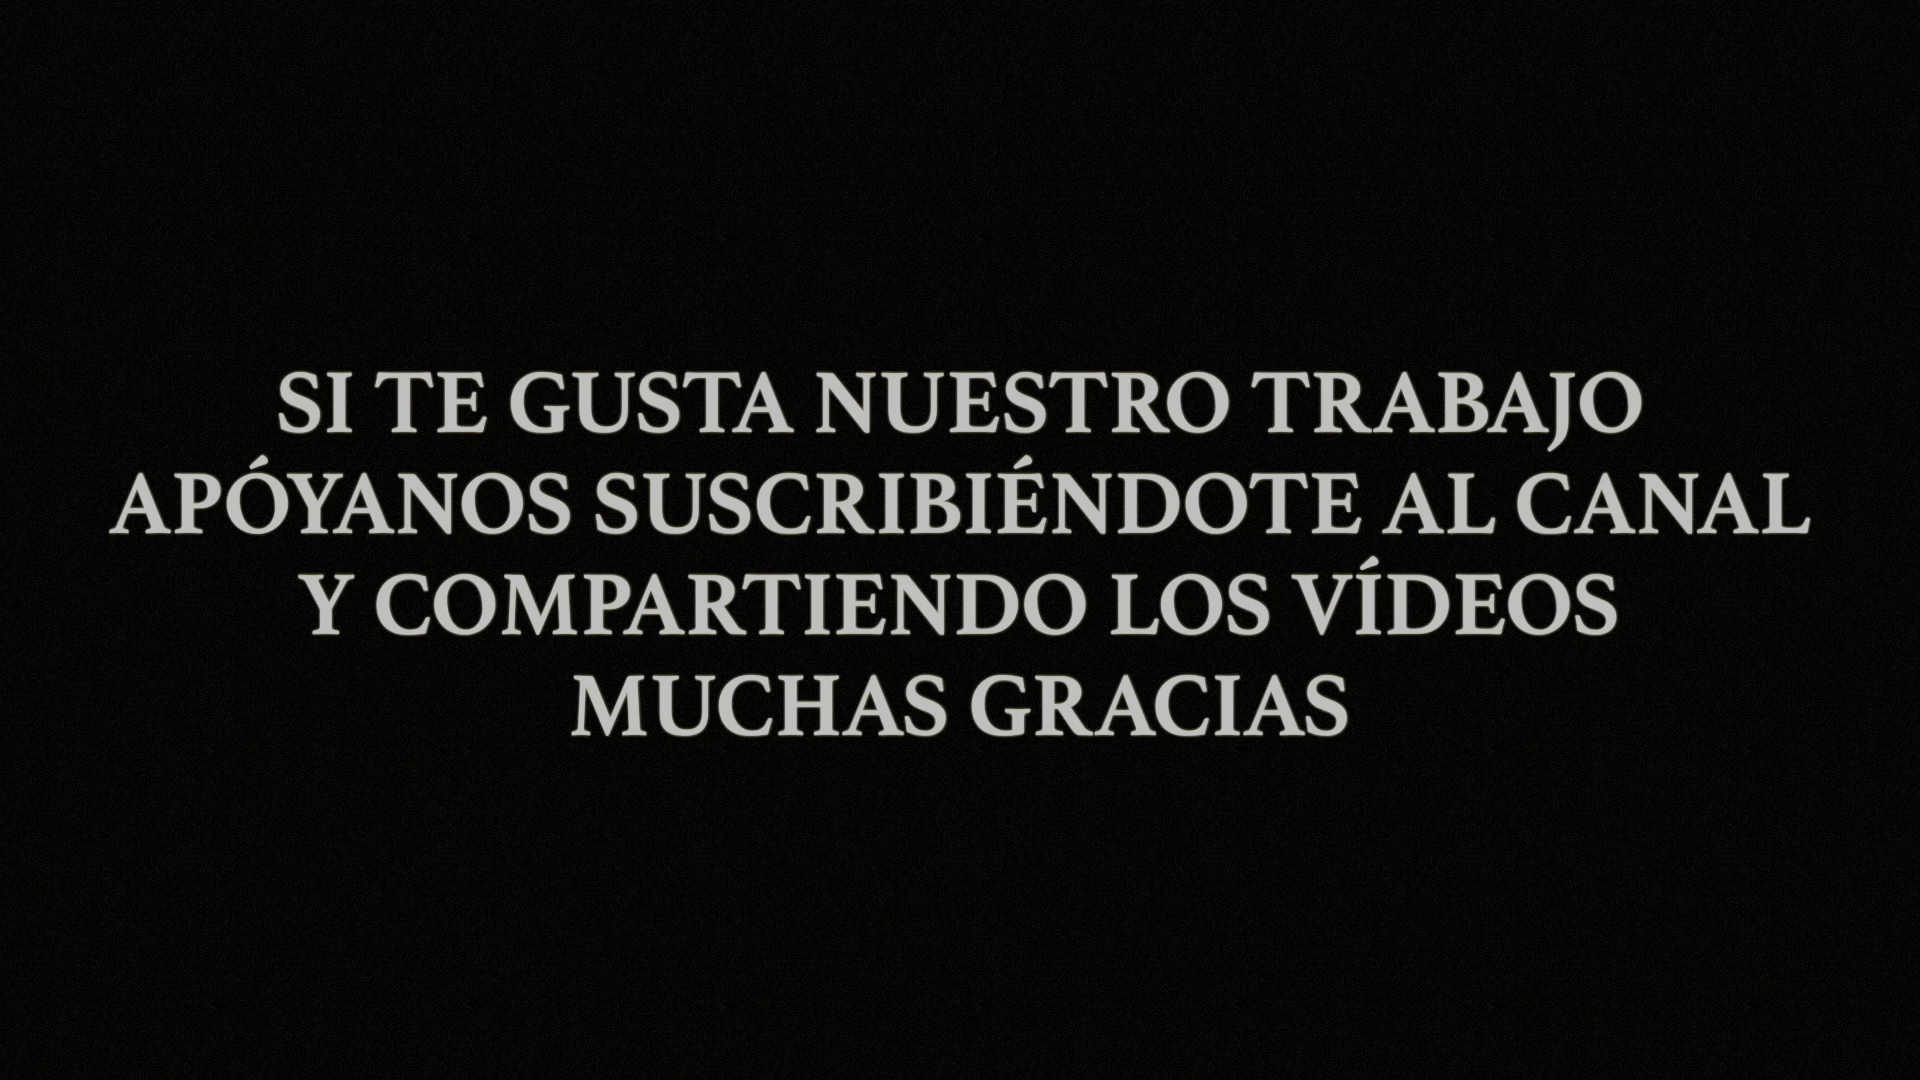 SI TE GUSTA NUESTRO TRABAJO
APÓYANOS SUSCRIBIÉNDOTE AL CANAL
Y COMPARTIENDO LOS VÍDEOS
MUCHAS GRACIAS